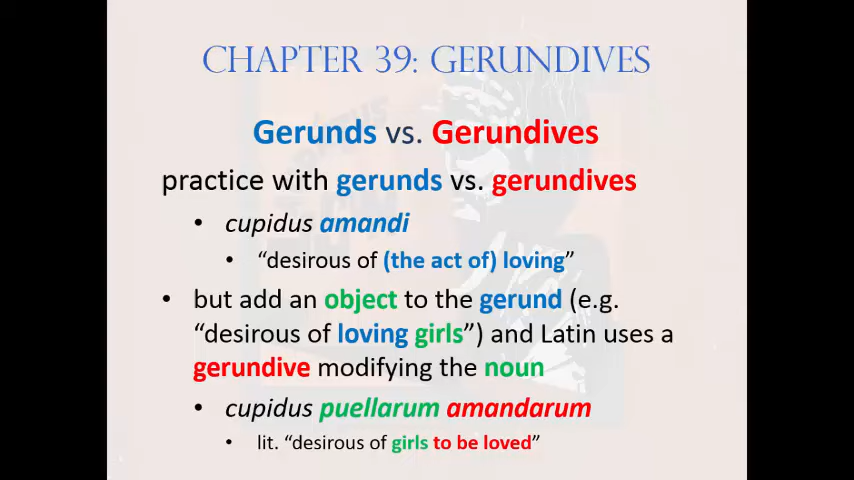 CHAPTER 39: GERUNDIVES
Gerunds vs. Gerundives
practice with gerunds vs. gerundives
• cupidus amandi
• “desirous of (the act of) loving”
• but add an object to the gerund (e.g.
“desirous of loving girls”) and Latin uses a
gerundive modifying the noun
• cupidus puellarum amandarum
• lit. “desirous of girls to be loved”